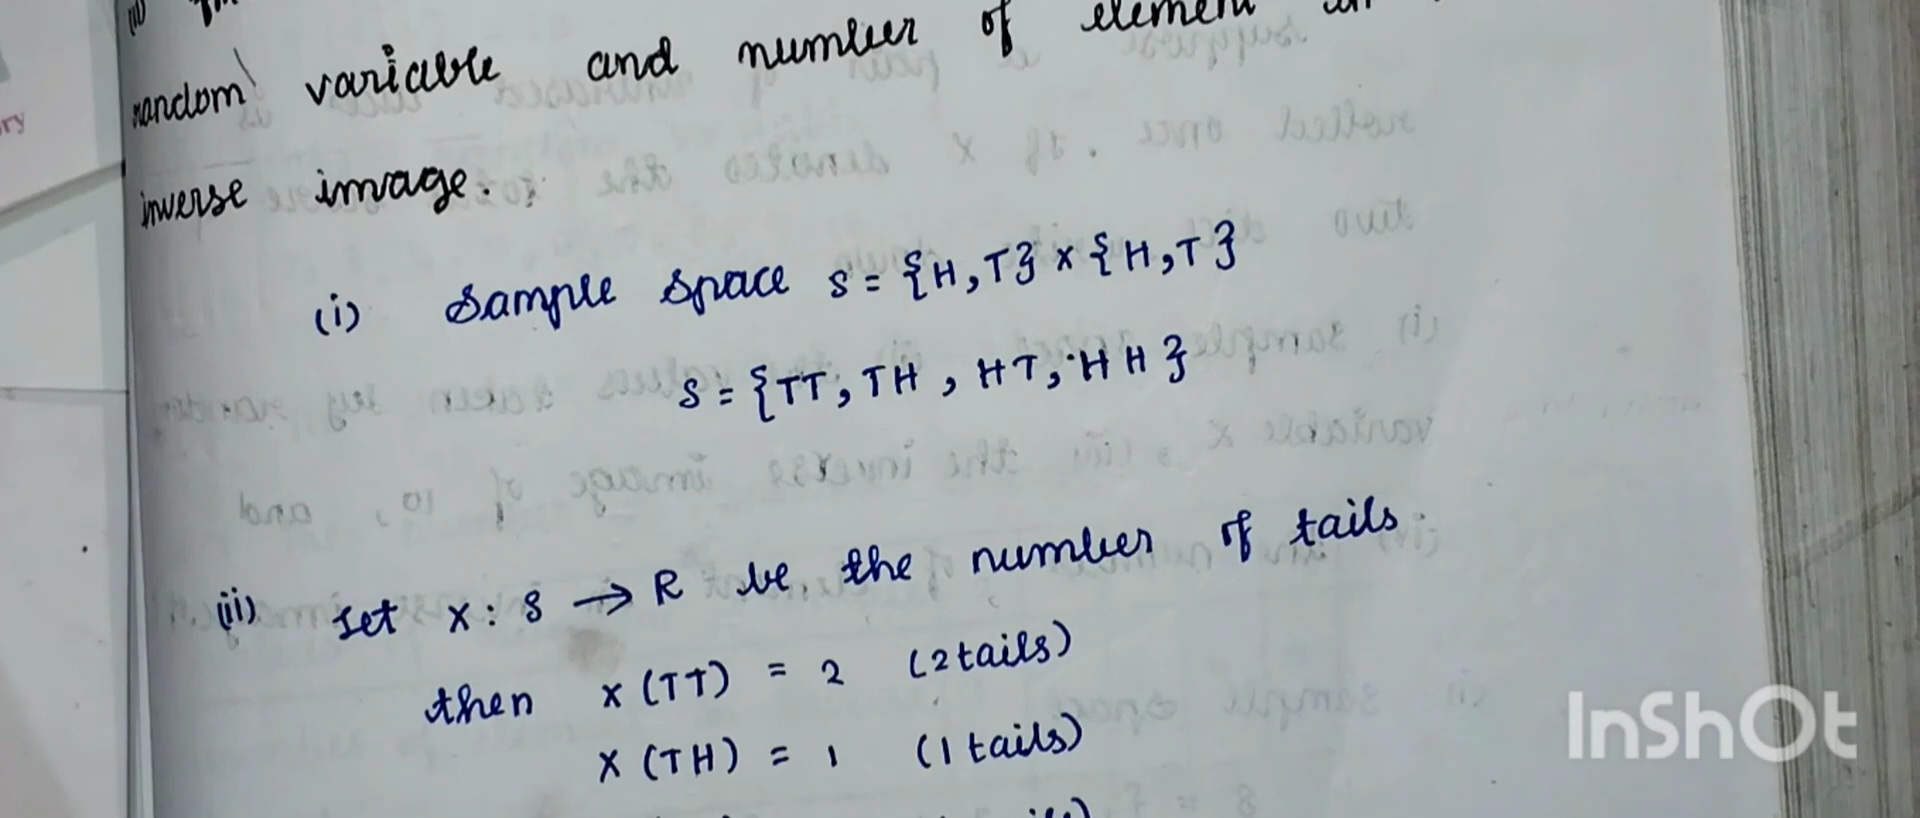 random variable and number of element
inverse image.
(i) Sample space S = {H, T} × {H, T}
S = {TT, TH, HT, HH}
(ii) Let X : S → R be the number of tails.
then X (TT) = 2 (2 tails)
X (TH) = 1 (1 tails)
InShOt